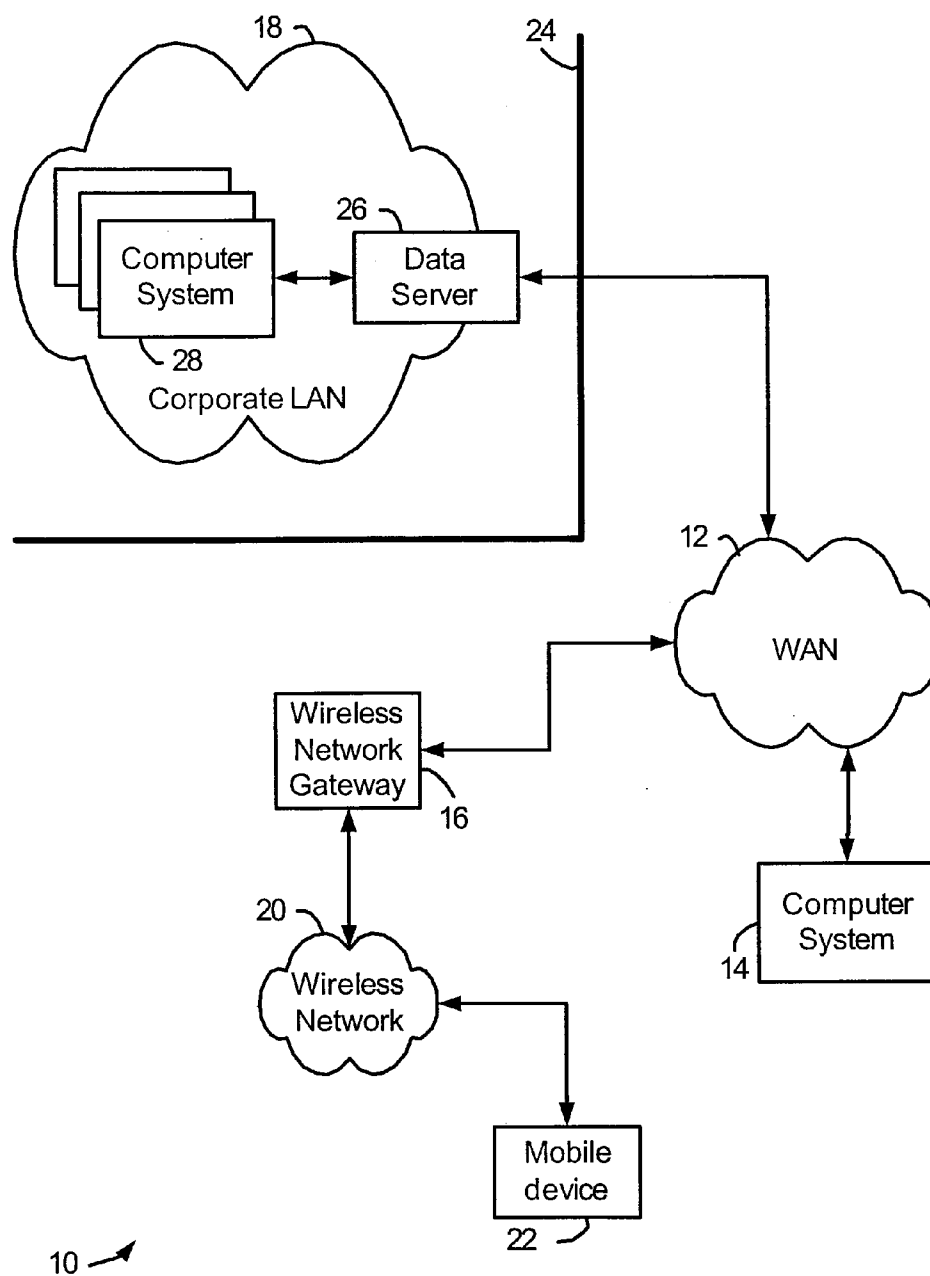 18
24
26
Computer
System
Data
Server
28
Corporate LAN
12
WAN
Wireless
Network
Gateway
16
20
Wireless
Network
Computer
System
14
Mobile
device
22
10